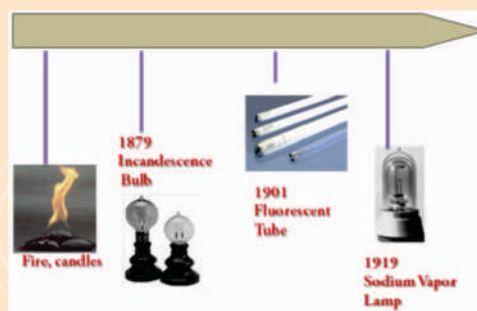 Fire, candles
1879
Incandescence
Bulb
1901
Fluorescent
Tube
1919
Sodium Vapor
Lamp